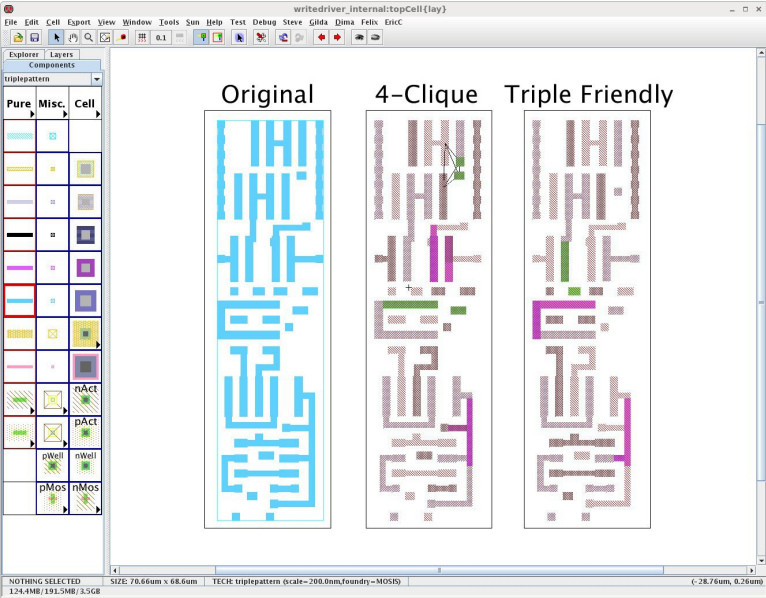 writedriver_internal:topCell{lay}
File Edit Cell Export View Window Tools Sun Help Test Debug Steve Gilda Dima Felix EricC
0.1
Explorer Layers
Components
triplepattern
Pure Misc. Cell
Original 4-Clique Triple Friendly
nAct
pAct
pWell nWell
pMos nMos
NOTHING SELECTED SIZE: 70.66um x 68.6um TECH: triplepattern (scale=200.0nm,foundry=MOSIS) (-28.76um, 0.26um)
124.4MB/191.5MB/3.5GB